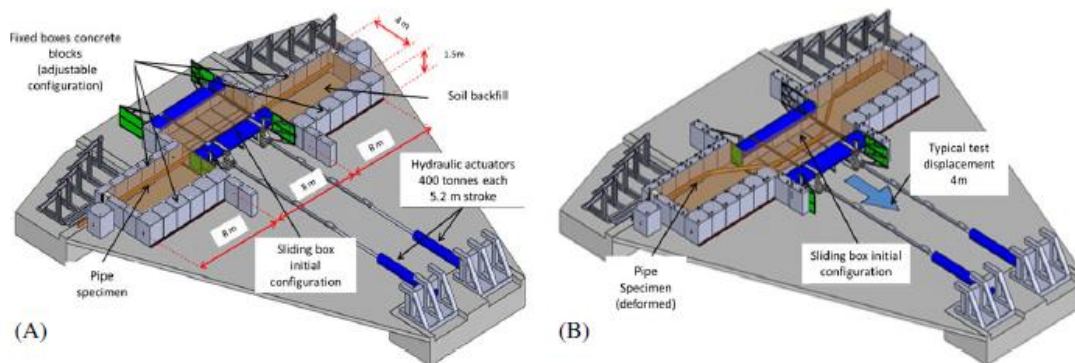 Fixed boxes concrete
blocks
(adjustable
configuration)
4 m
1.5m
Soil backfill
8 m
8 m
8 m
Hydraulic actuators
400 tonnes each
5.2 m stroke
Sliding box
initial
configuration
Pipe
specimen
(A)
Typical test
displacement
4m
Sliding box initial
configuration
Pipe
Specimen
(deformed)
(B)